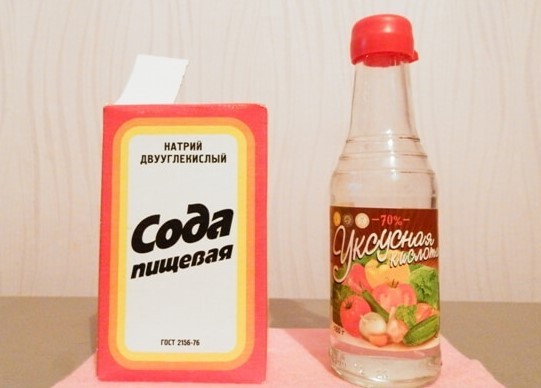 НАТРИЙ
ДВУУГЛЕКИСЛЫЙ
Сода
пищевая
ГОСТ 2156-76
70%
Уксусная
кислота